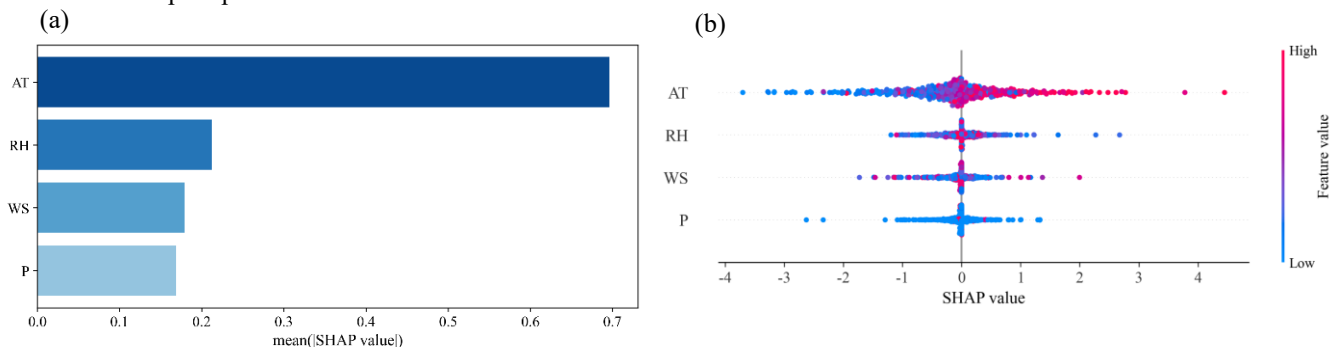 (a)
AT
RH
WS
P
0.0 0.1 0.2 0.3 0.4 0.5 0.6 0.7
mean(|SHAP value|)
(b)
AT
RH
WS
P
-4 -3 -2 -1 0 1 2 3 4
SHAP value
High
Feature value
Low